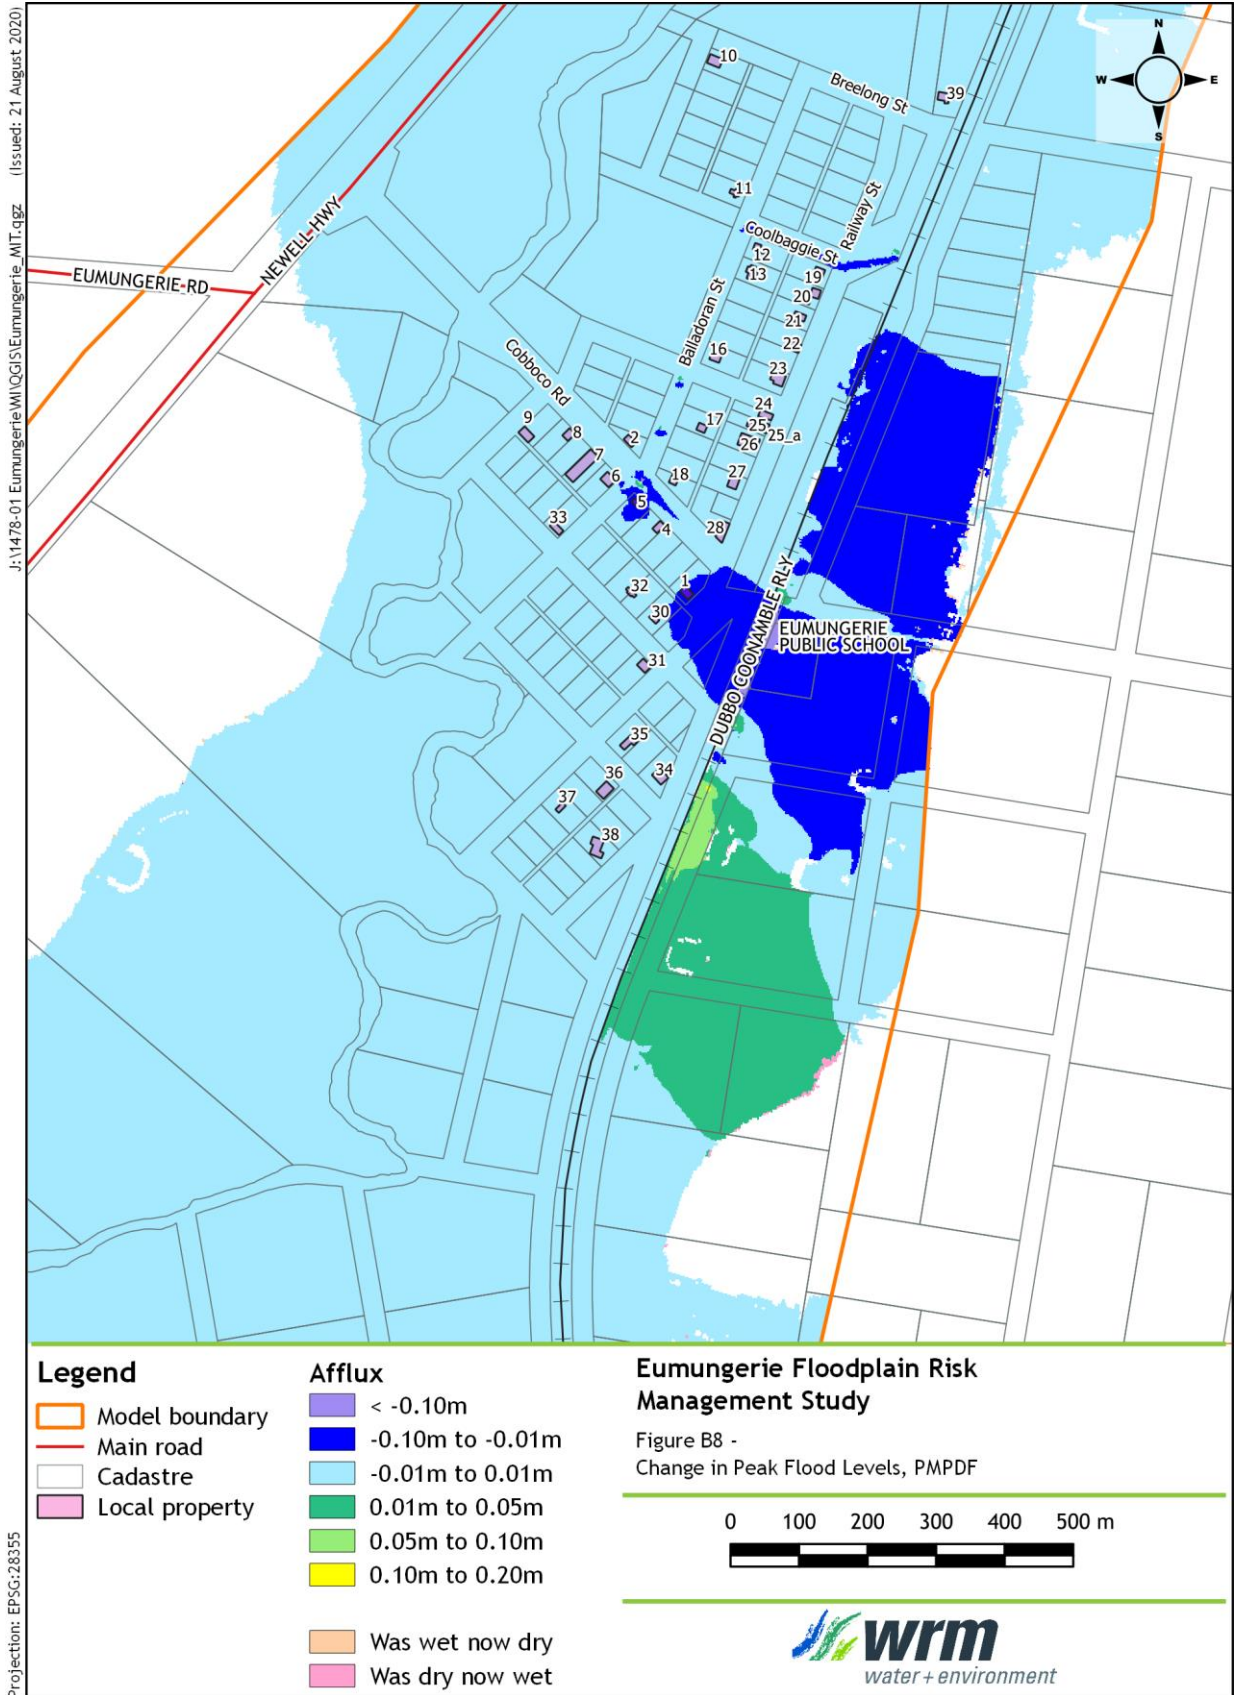 J:\1478-01 Eumungerie\WI\QGIS\Eumungerie_MIT.qgz (Issued: 21 August 2020)
Projection: EPSG:28355
N
W
E
S
10
Breelong St
39
11
Railway St
Coolbaggie St
12
13
19
20
21
22
23
Balladoran St
16
NEWELL HWY
EUMUNGERIE RD
Cobboco Rd
9
8
7
6
2
17
24
25
25_a
26
18
27
5
4
28
33
32
1
30
31
EUMUNGERIE
PUBLIC SCHOOL
DUBBO COONAMBLE RLY
35
34
36
37
38
Legend
Model boundary
Main road
Cadastre
Local property
Afflux
< -0.10m
-0.10m to -0.01m
-0.01m to 0.01m
0.01m to 0.05m
0.05m to 0.10m
0.10m to 0.20m
Was wet now dry
Was dry now wet
Eumungerie Floodplain Risk
Management Study
Figure B8 -
Change in Peak Flood Levels, PMPDF
0 100 200 300 400 500 m
wrm
water + environment